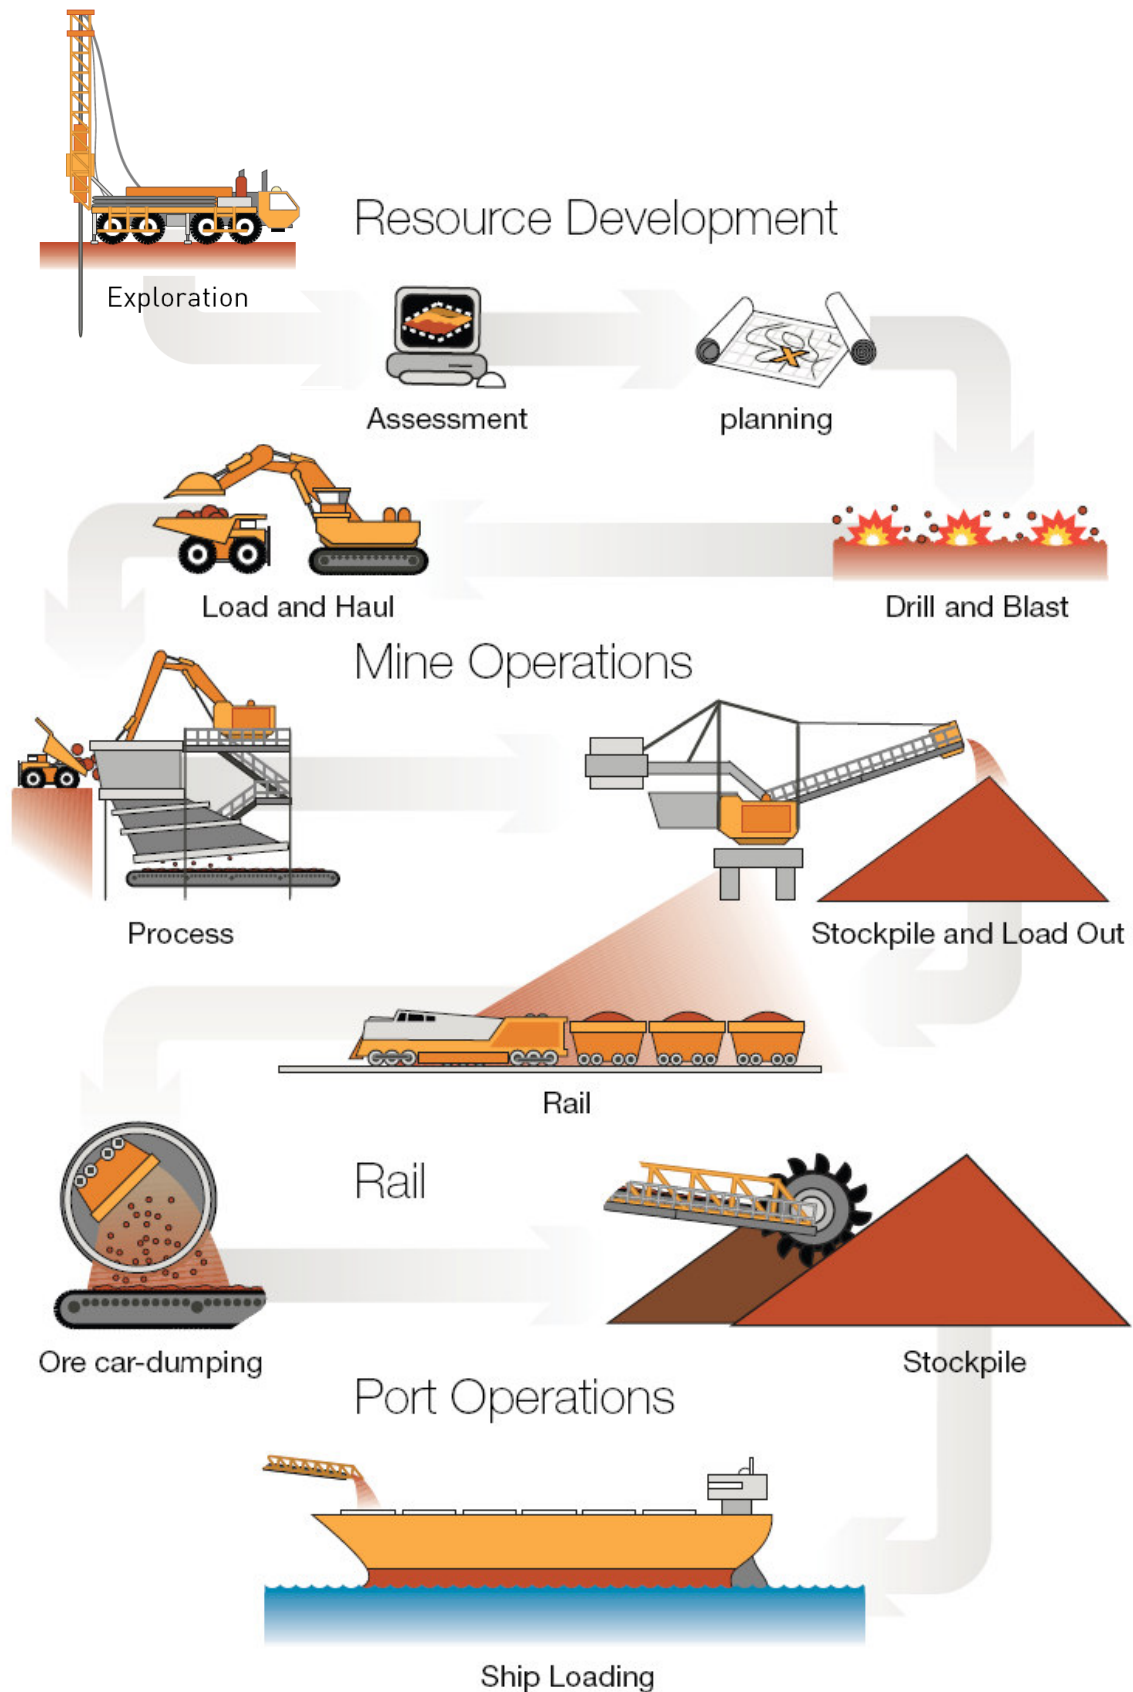 Resource Development
Exploration
Assessment
planning
Load and Haul
Drill and Blast
Mine Operations
Process
Stockpile and Load Out
Rail
Rail
Ore car-dumping
Stockpile
Port Operations
Ship Loading